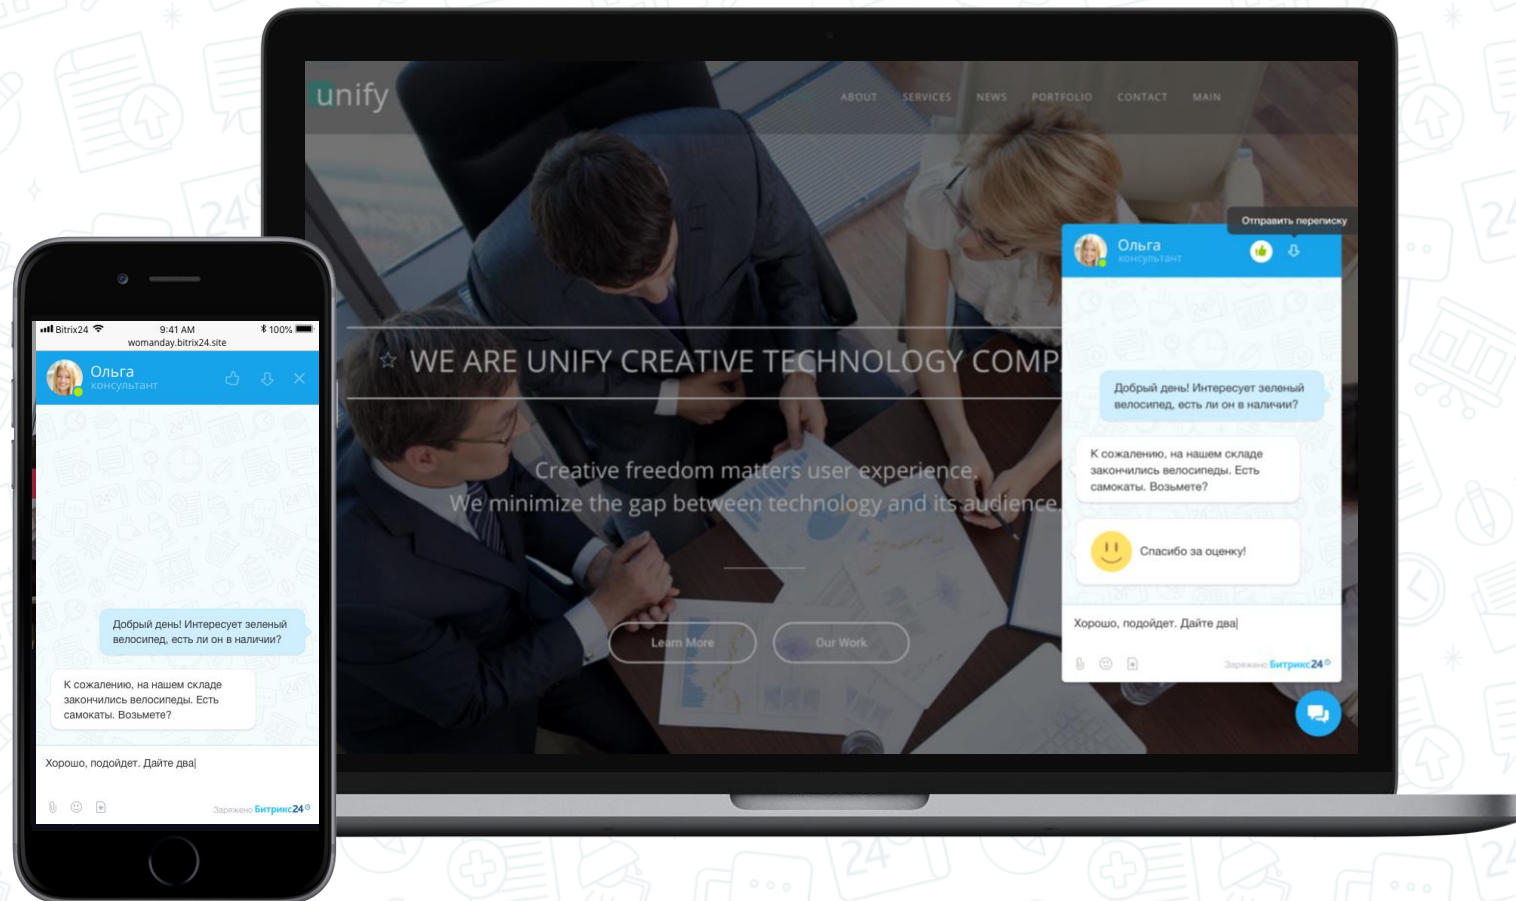 unify
ABOUT SERVICES NEWS PORTFOLIO CONTACT MAIN
WE ARE UNIFY CREATIVE TECHNOLOGY COMP
Creative freedom matters user experience.
We minimize the gap between technology and its audience.
Learn More
Our Work
Отправить переписку
Ольга
консультант
Добрый день! Интересует зеленый
велосипед, есть ли он в наличии?
К сожалению, на нашем складе
закончились велосипеды. Есть
самокаты. Возьмете?
Спасибо за оценку!
Хорошо, подойдет. Дайте два
Заряжено Битрикс24
Bitrix24
9:41 AM
100%
womanday.bitrix24.site
Ольга
консультант
Добрый день! Интересует зеленый
велосипед, есть ли он в наличии?
К сожалению, на нашем складе
закончились велосипеды. Есть
самокаты. Возьмете?
Хорошо, подойдет. Дайте два
Заряжено Битрикс24
24
24
24
24